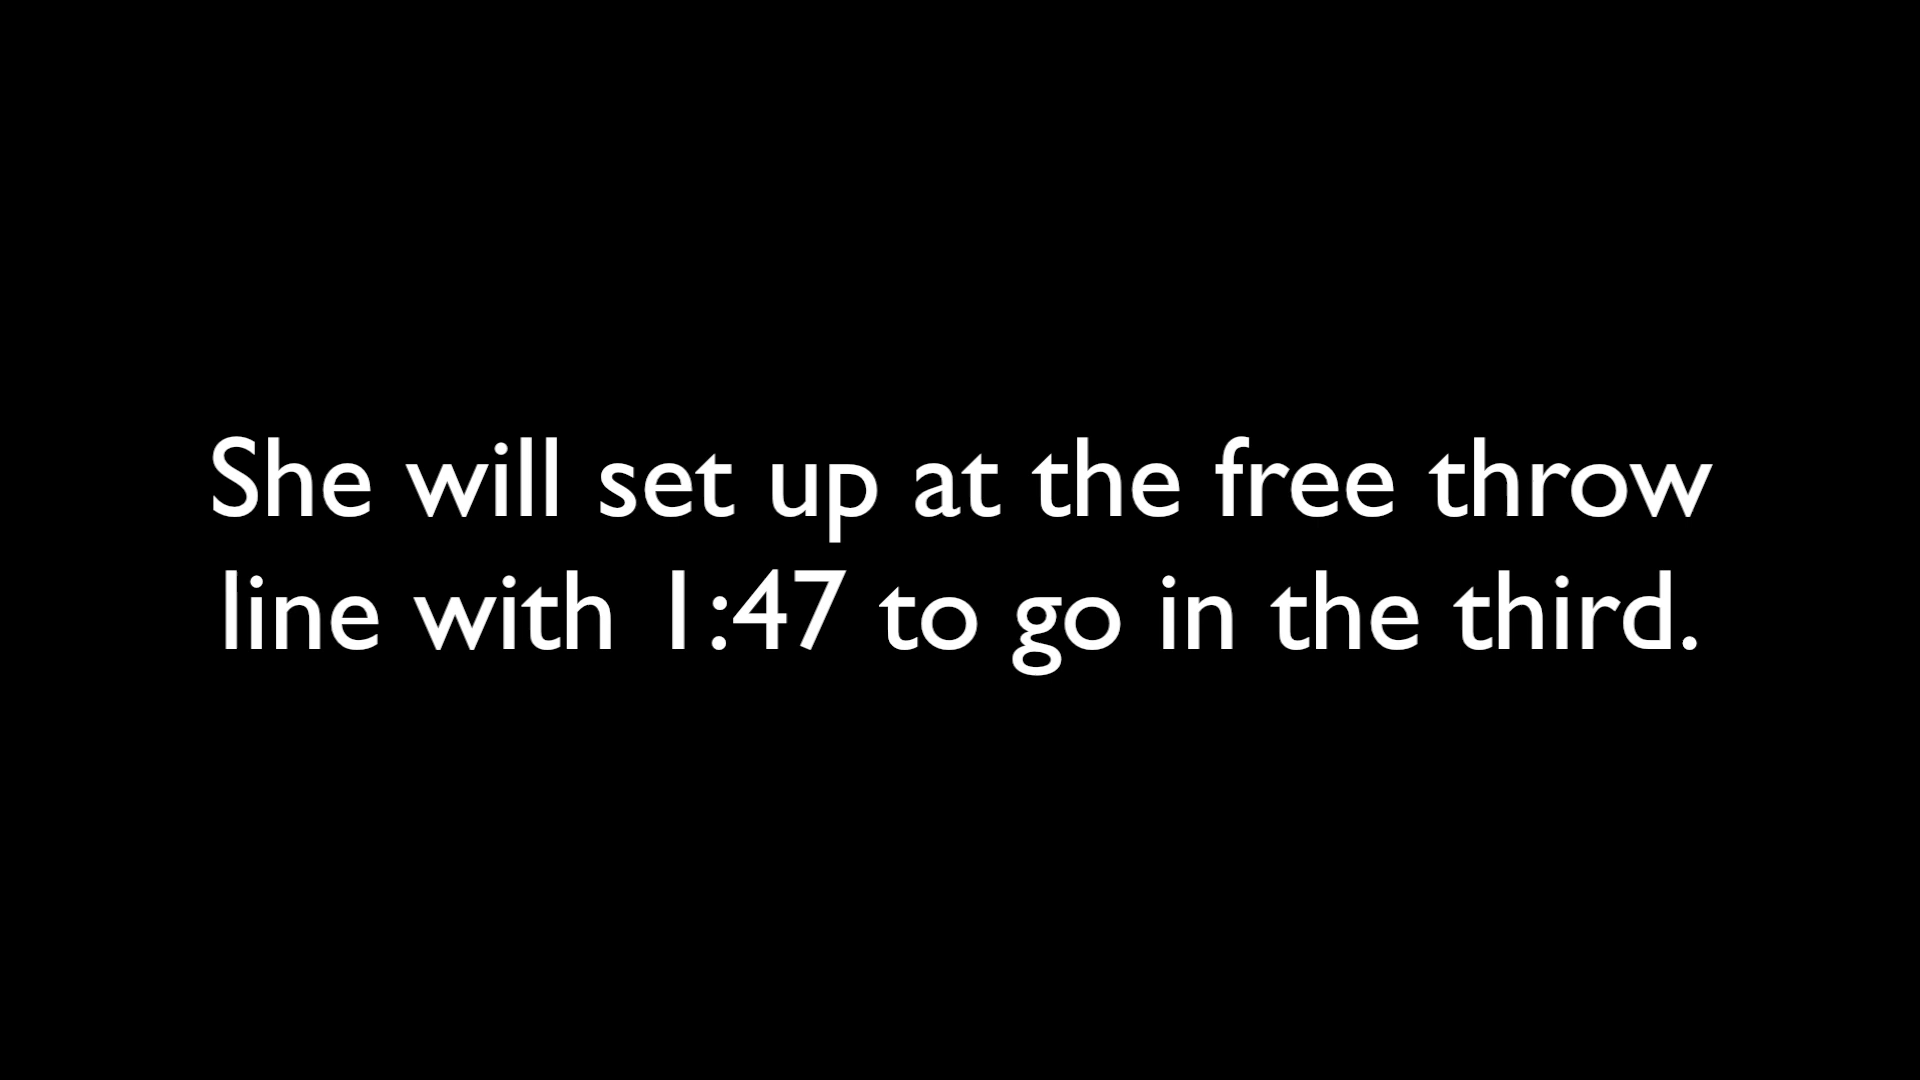 She will set up at the free throw
line with 1:47 to go in the third.